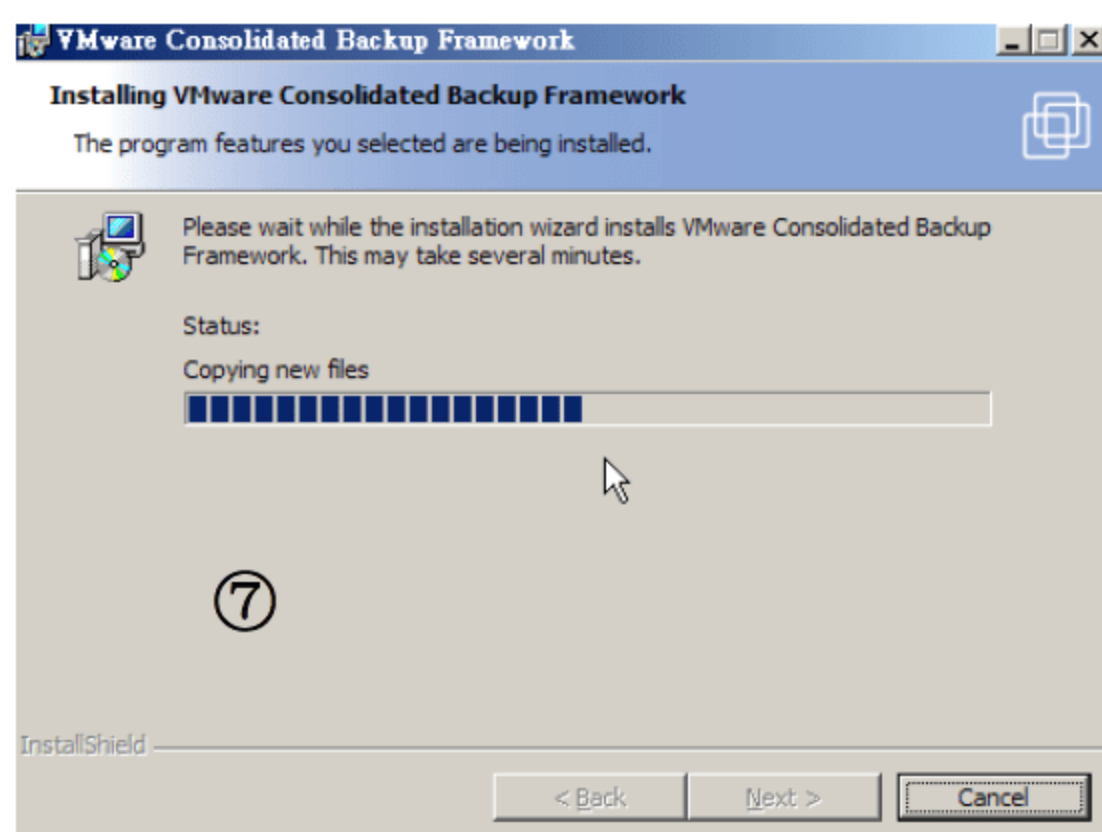 VMware Consolidated Backup Framework
Installing VMware Consolidated Backup Framework
The program features you selected are being installed.
Please wait while the installation wizard installs VMware Consolidated Backup
Framework. This may take several minutes.
Status:
Copying new files
⑦
InstallShield
< Back Next > Cancel